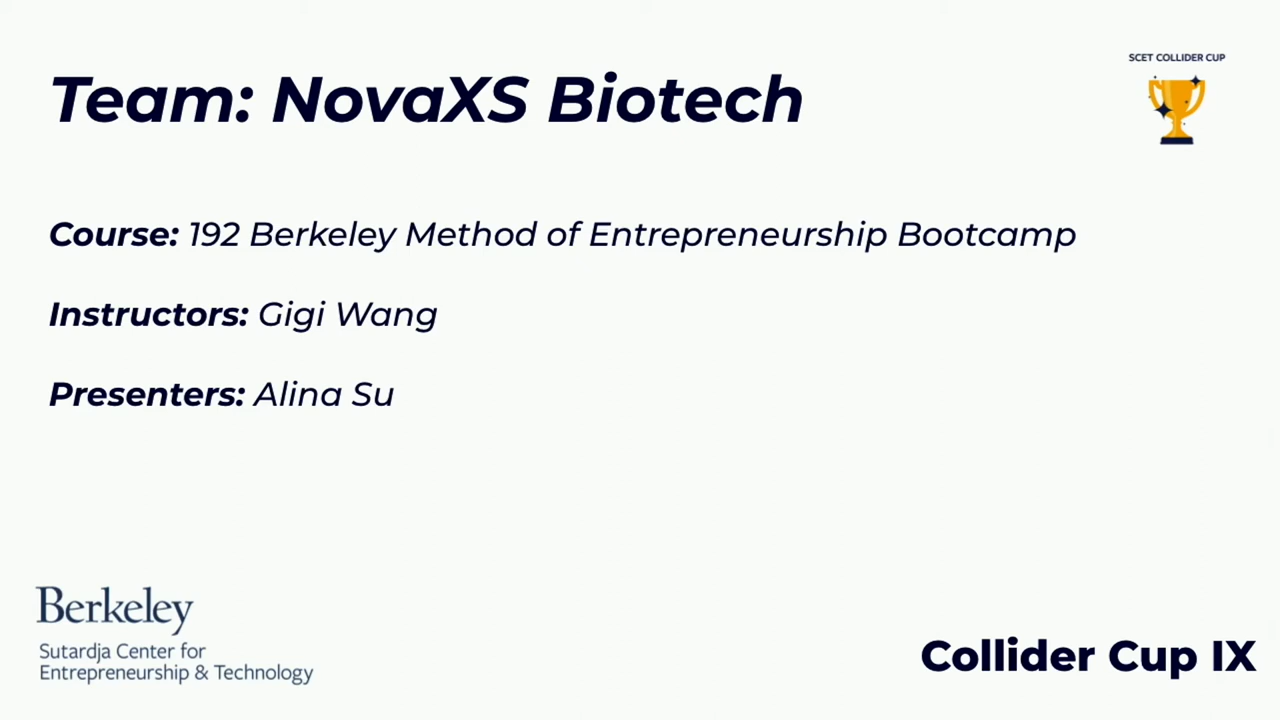 SCET COLLIDER CUP
Team: NovaXS Biotech
Course: 192 Berkeley Method of Entrepreneurship Bootcamp
Instructors: Gigi Wang
Presenters: Alina Su
Berkeley
Sutardja Center for
Entrepreneurship & Technology
Collider Cup IX